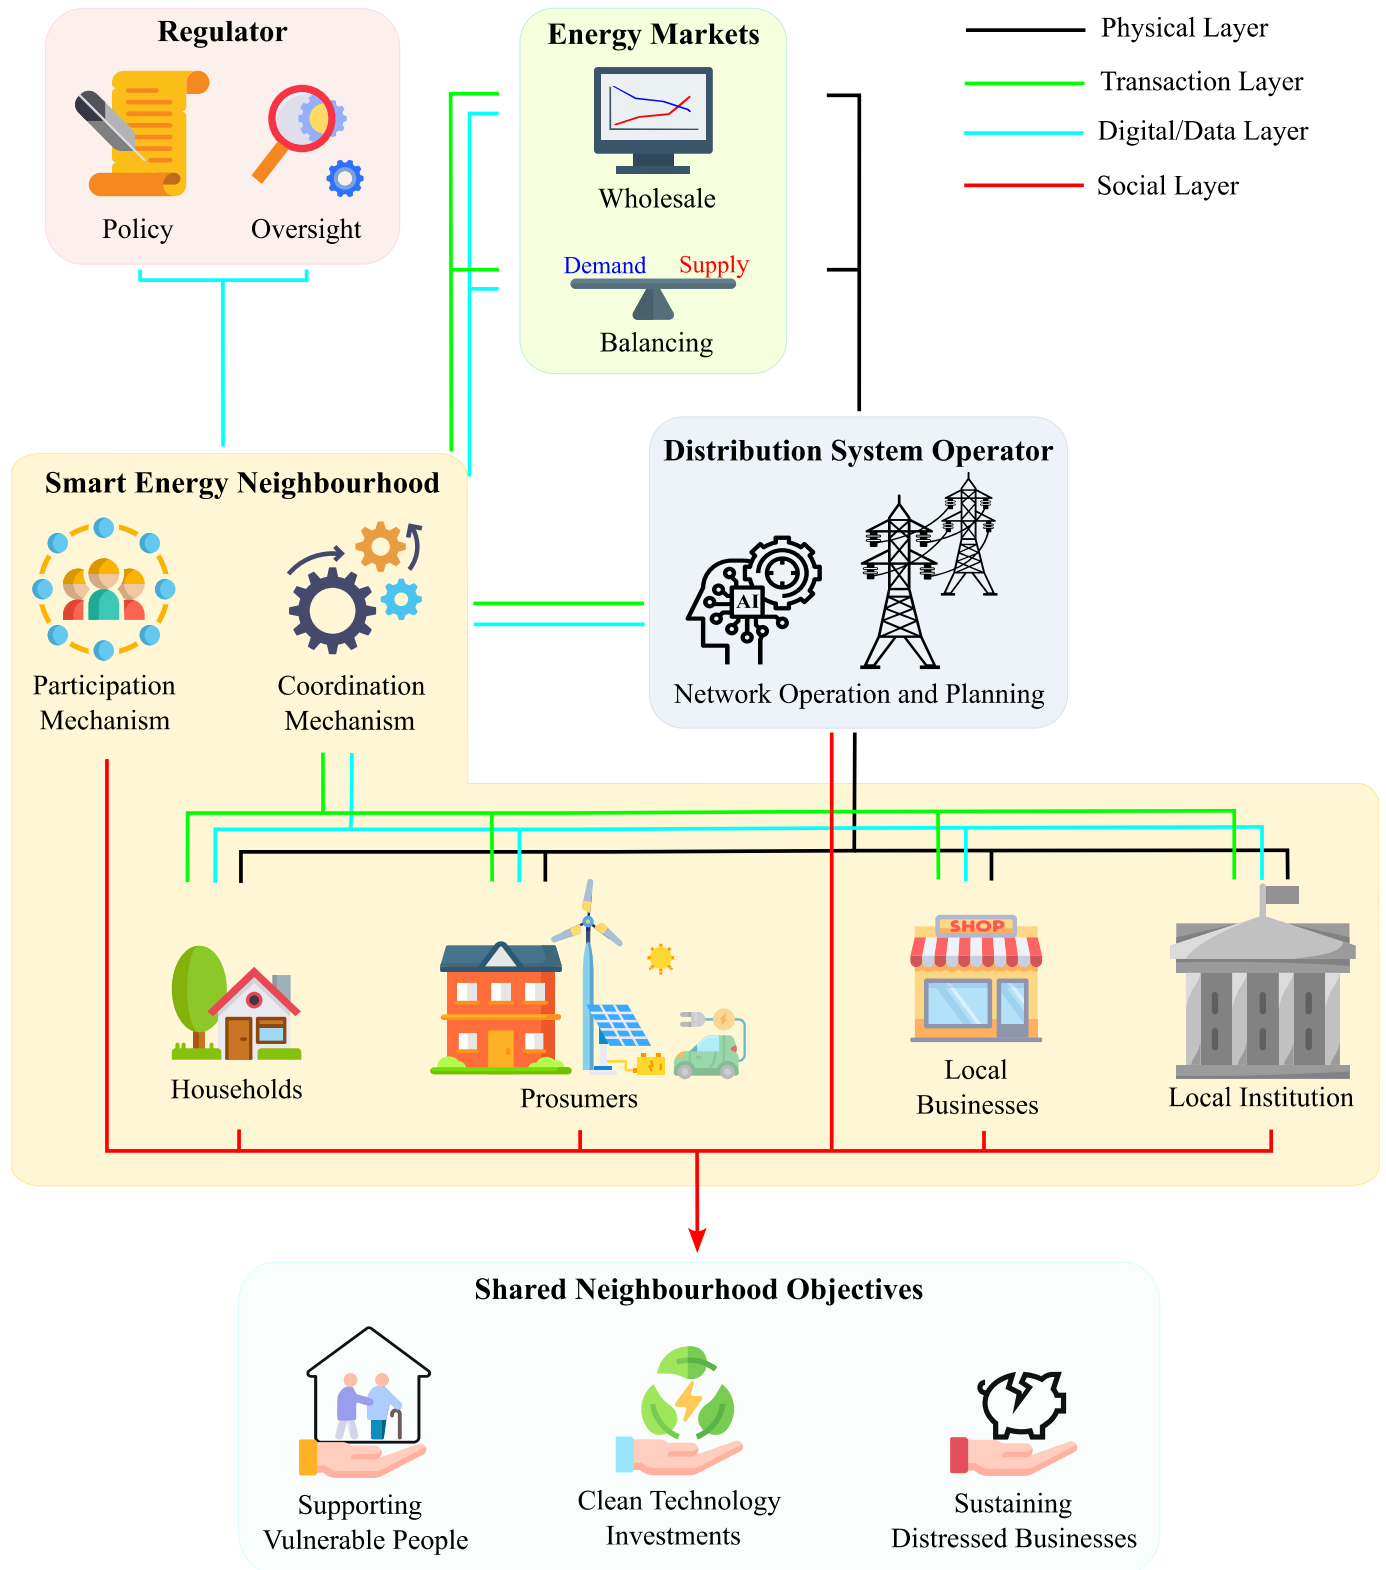 Regulator
Policy
Oversight
Energy Markets
Wholesale
Demand
Supply
Balancing
Physical Layer
Transaction Layer
Digital/Data Layer
Social Layer
Smart Energy Neighbourhood
Participation
Mechanism
Coordination
Mechanism
Distribution System Operator
AI
Network Operation and Planning
Households
Prosumers
SHOP
Local
Businesses
Local Institution
Shared Neighbourhood Objectives
Supporting
Vulnerable People
Clean Technology
Investments
Sustaining
Distressed Businesses